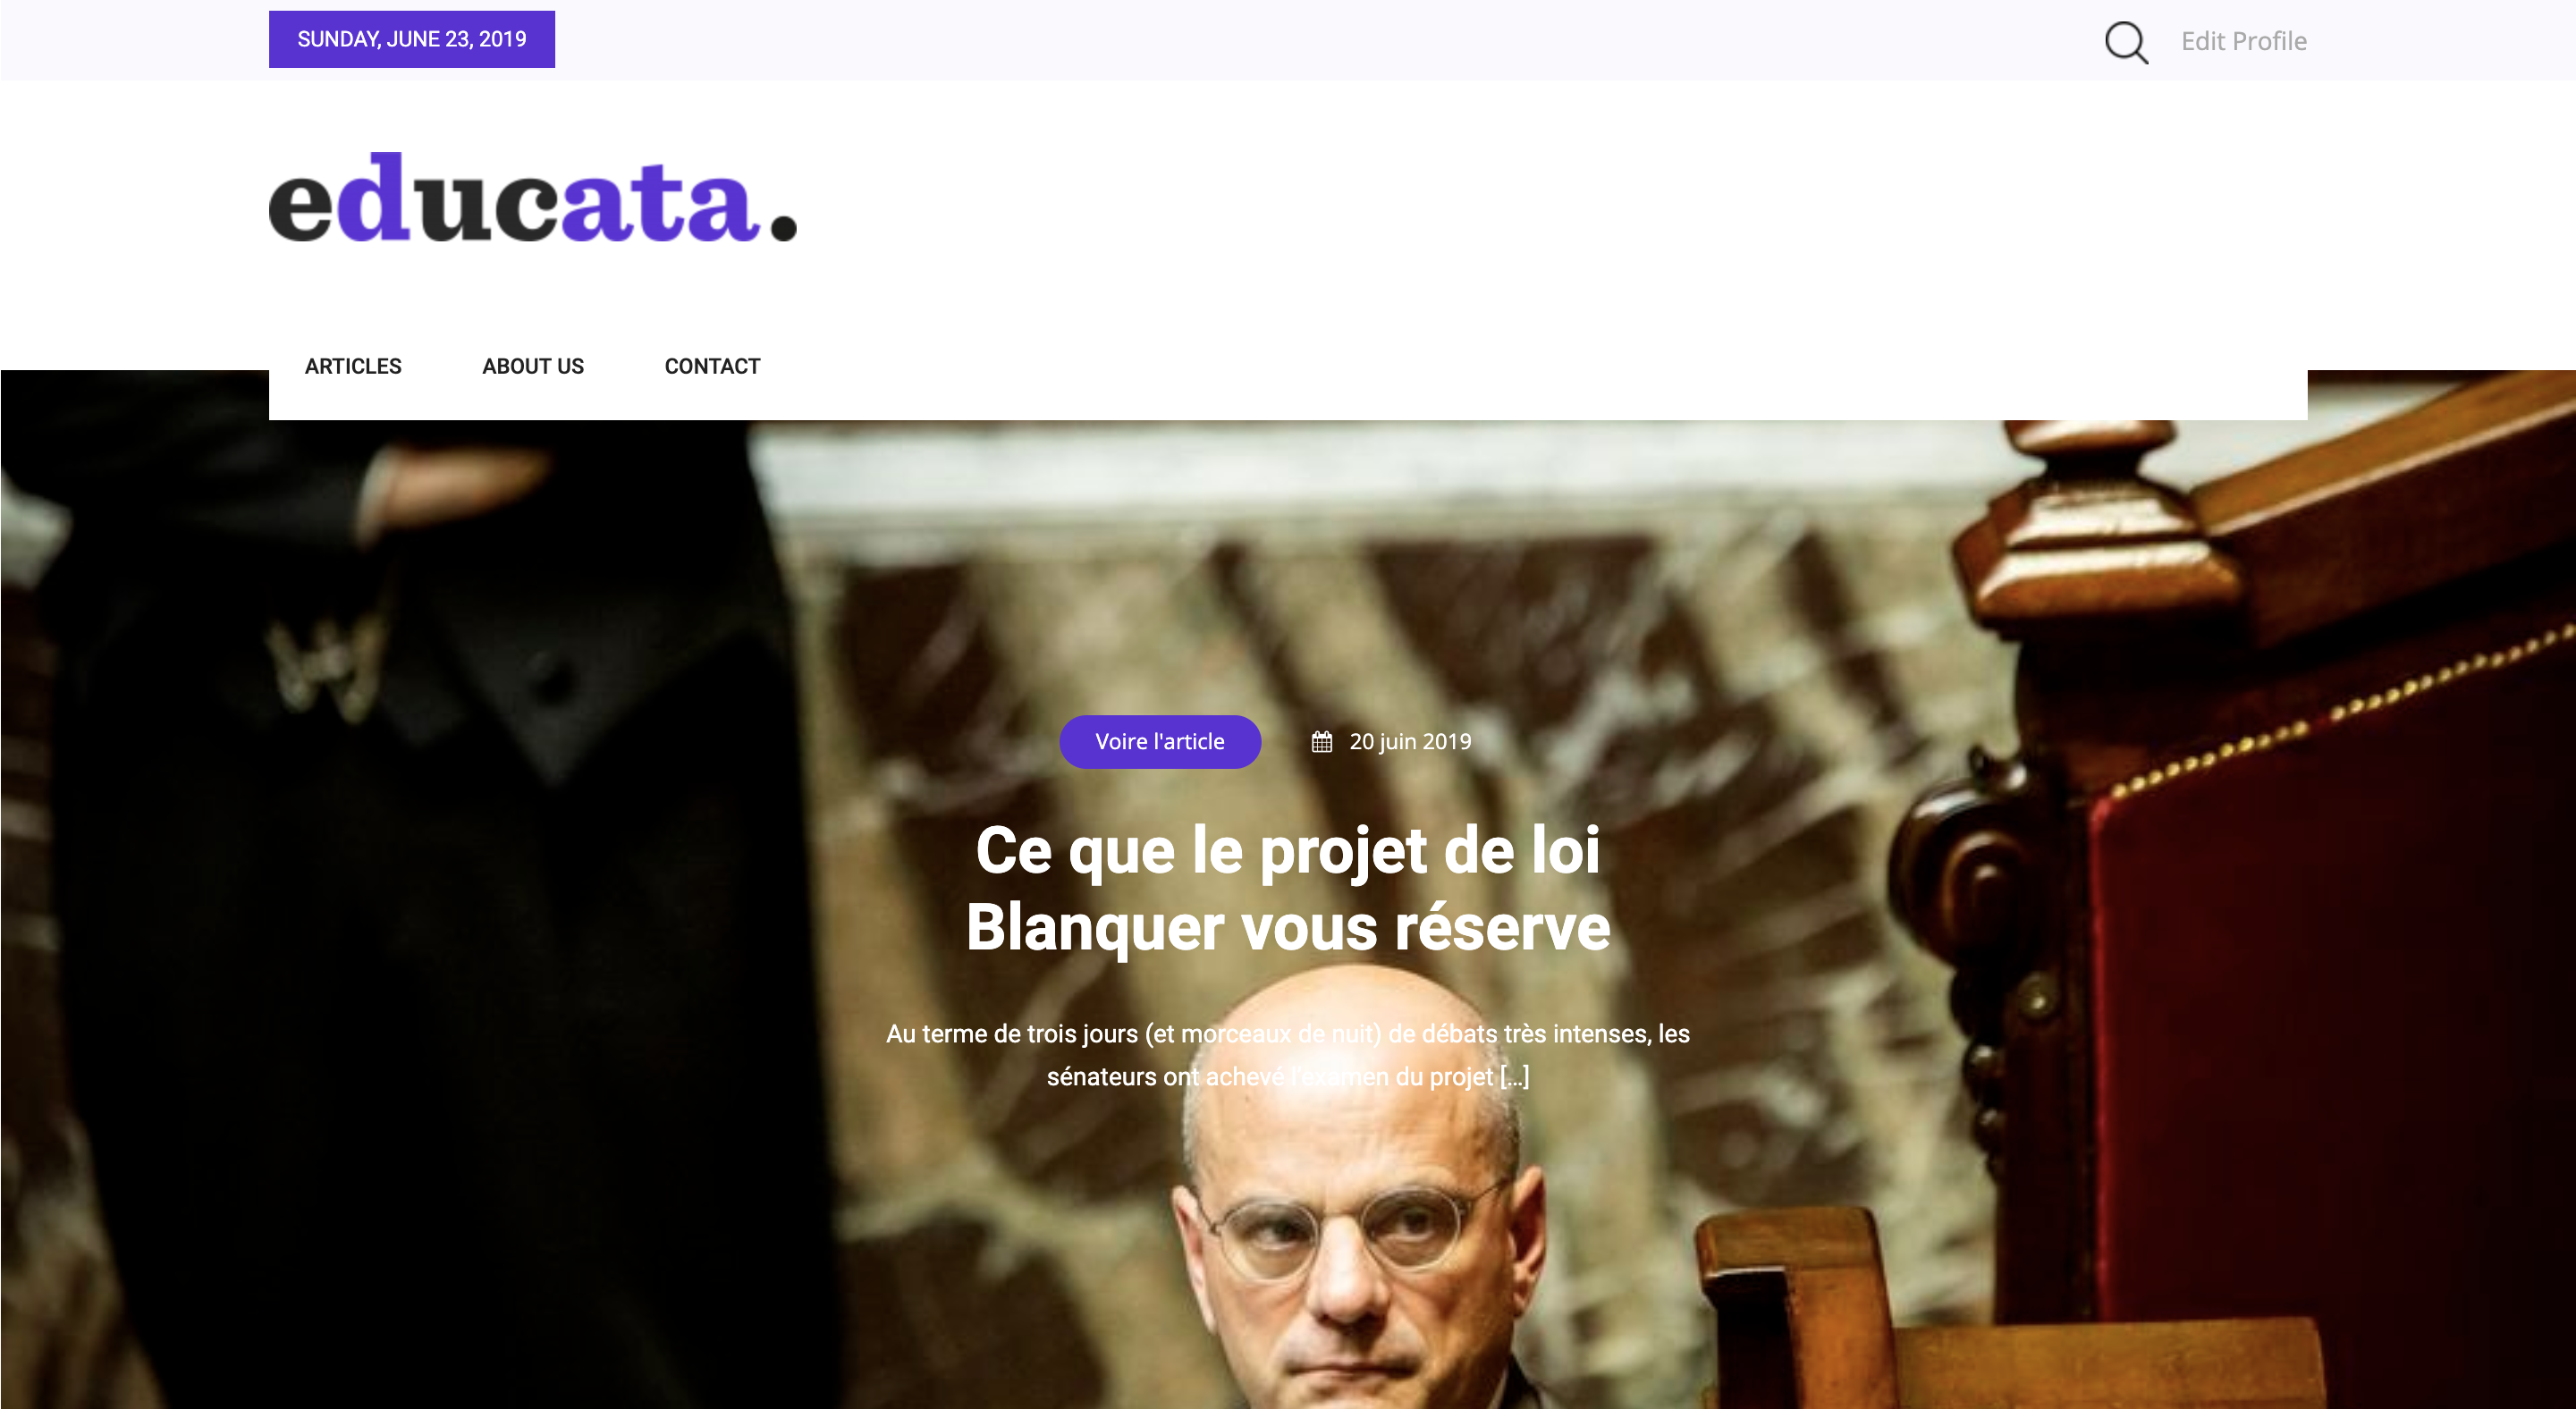 SUNDAY, JUNE 23, 2019
Edit Profile
educata.
ARTICLES ABOUT US CONTACT
Voire l'article 20 juin 2019
Ce que le projet de loi
Blanquer vous réserve
Au terme de trois jours (et morceaux de nuit) de débats très intenses, les
sénateurs ont achevé l'examen du projet [...]